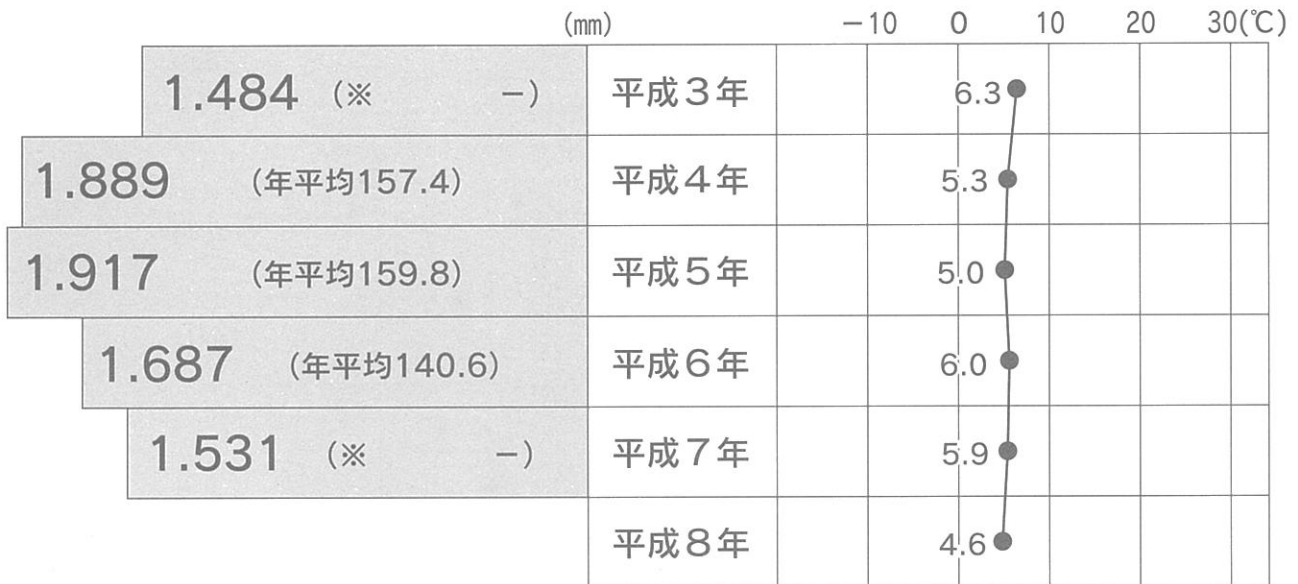 (mm) －10 0 10 20 30(℃)
1.484 (※　　－) 平成3年 6.3
1.889 (年平均157.4) 平成4年 5.3
1.917 (年平均159.8) 平成5年 5.0
1.687 (年平均140.6) 平成6年 6.0
1.531 (※　　－) 平成7年 5.9
平成8年 4.6